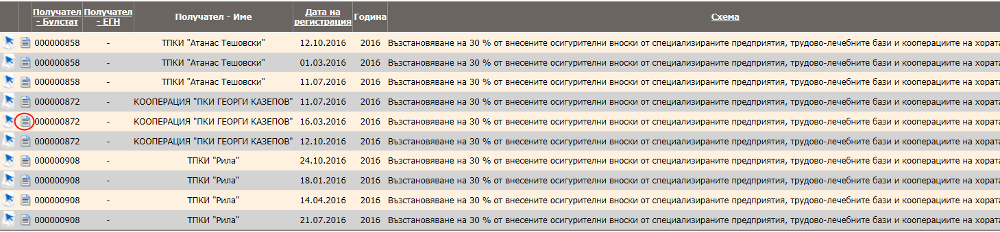 Получател - Булстат Получател - ЕГН Получател - Име Дата на регистрация Година Схема
000000858 - ТПКИ "Атанас Тешовски" 12.10.2016 2016 Възстановяване на 30 % от внесените осигурителни вноски от специализираните предприятия, трудово-лечебните бази и кооперациите на хората
000000858 - ТПКИ "Атанас Тешовски" 01.03.2016 2016 Възстановяване на 30 % от внесените осигурителни вноски от специализираните предприятия, трудово-лечебните бази и кооперациите на хората
000000858 - ТПКИ "Атанас Тешовски" 11.07.2016 2016 Възстановяване на 30 % от внесените осигурителни вноски от специализираните предприятия, трудово-лечебните бази и кооперациите на хората
000000872 - КООПЕРАЦИЯ "ПКИ ГЕОРГИ КАЗЕПОВ" 11.07.2016 2016 Възстановяване на 30 % от внесените осигурителни вноски от специализираните предприятия, трудово-лечебните бази и кооперациите на хората
000000872 - КООПЕРАЦИЯ "ПКИ ГЕОРГИ КАЗЕПОВ" 16.03.2016 2016 Възстановяване на 30 % от внесените осигурителни вноски от специализираните предприятия, трудово-лечебните бази и кооперациите на хората
000000872 - КООПЕРАЦИЯ "ПКИ ГЕОРГИ КАЗЕПОВ" 12.10.2016 2016 Възстановяване на 30 % от внесените осигурителни вноски от специализираните предприятия, трудово-лечебните бази и кооперациите на хората
000000908 - ТПКИ "Рила" 24.10.2016 2016 Възстановяване на 30 % от внесените осигурителни вноски от специализираните предприятия, трудово-лечебните бази и кооперациите на хората
000000908 - ТПКИ "Рила" 18.01.2016 2016 Възстановяване на 30 % от внесените осигурителни вноски от специализираните предприятия, трудово-лечебните бази и кооперациите на хората
000000908 - ТПКИ "Рила" 14.04.2016 2016 Възстановяване на 30 % от внесените осигурителни вноски от специализираните предприятия, трудово-лечебните бази и кооперациите на хората
000000908 - ТПКИ "Рила" 21.07.2016 2016 Възстановяване на 30 % от внесените осигурителни вноски от специализираните предприятия, трудово-лечебните бази и кооперациите на хората